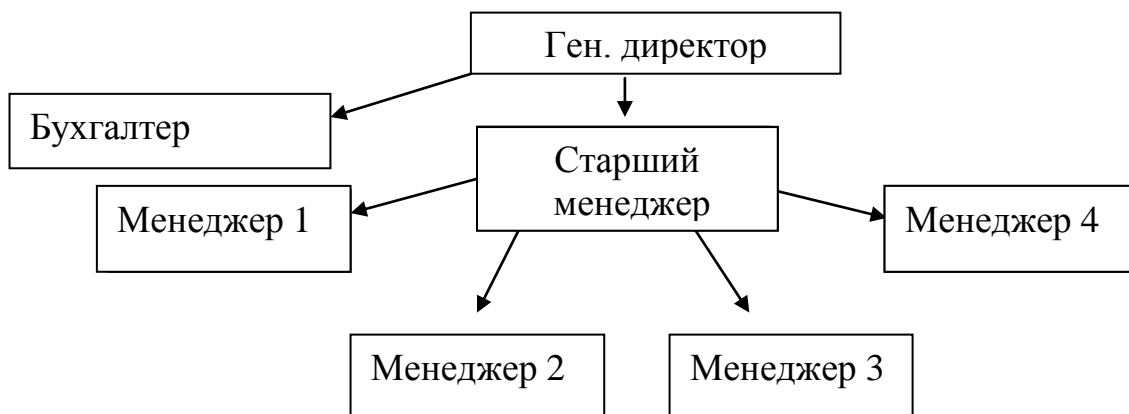 Ген. директор
Бухгалтер
Старший
менеджер
Менеджер 1
Менеджер 4
Менеджер 2
Менеджер 3